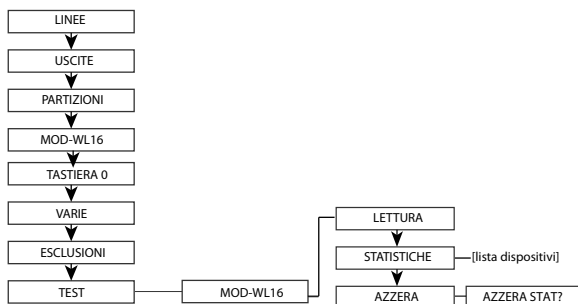 LINEE
USCITE
PARTIZIONI
MOD-WL16
TASTIERA 0
VARIE
ESCLUSIONI
TEST
MOD-WL16
LETTURA
STATISTICHE
[lista dispositivi]
AZZERA
AZZERA STAT?